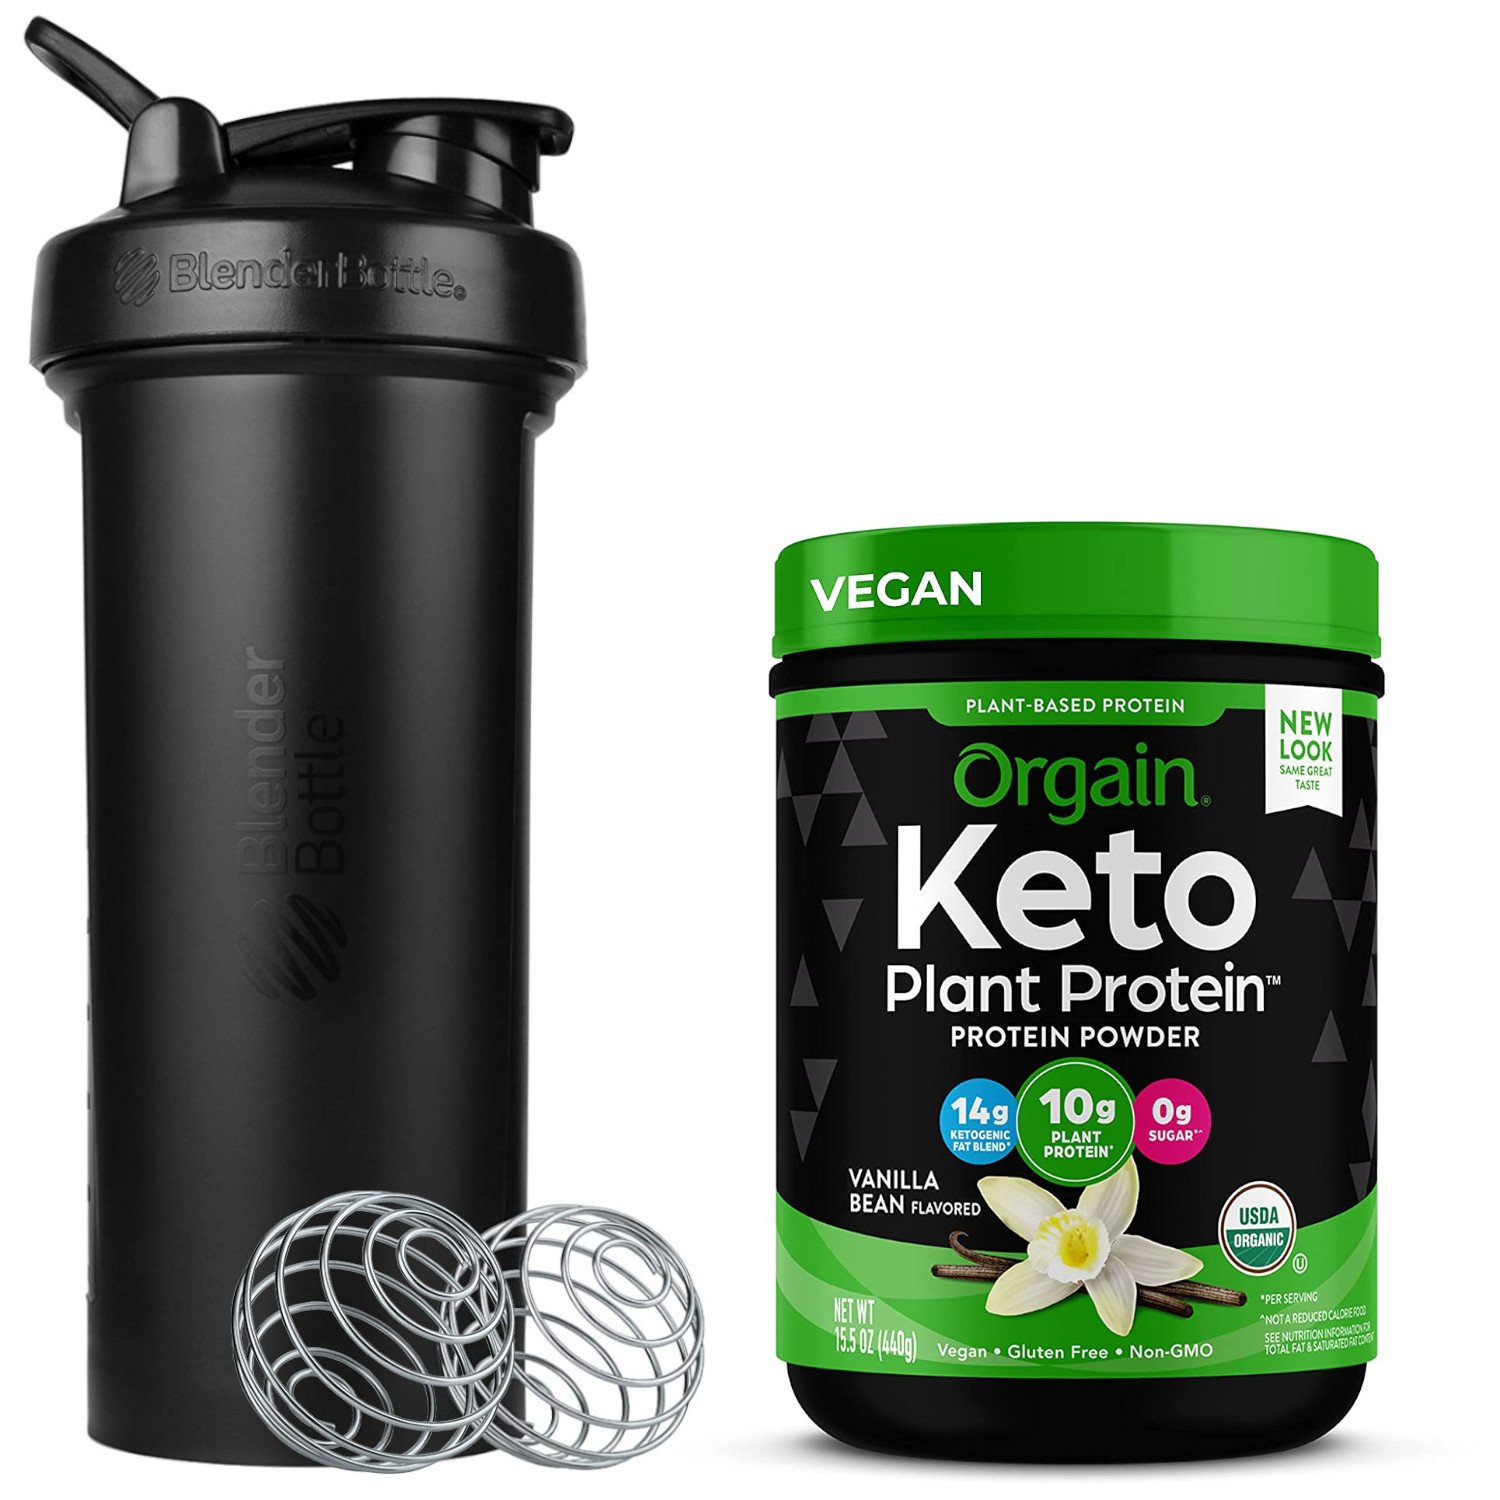 BlenderBottle®
Blender
Bottle®
VEGAN
PLANT-BASED PROTEIN
NEW
LOOK
SAME GREAT
TASTE
Orgain®
Keto
Plant Protein™
PROTEIN POWDER
14g
KETOGENIC
FAT BLEND*
10g
PLANT
PROTEIN*
0g
SUGAR*^
VANILLA
BEAN FLAVORED
USDA
ORGANIC
U
*PER SERVING
^NOT A REDUCED CALORIE FOOD
SEE NUTRITION INFORMATION FOR
TOTAL FAT & SATURATED FAT CONTENT
NET WT
15.5 OZ (440g)
Vegan • Gluten Free • Non-GMO